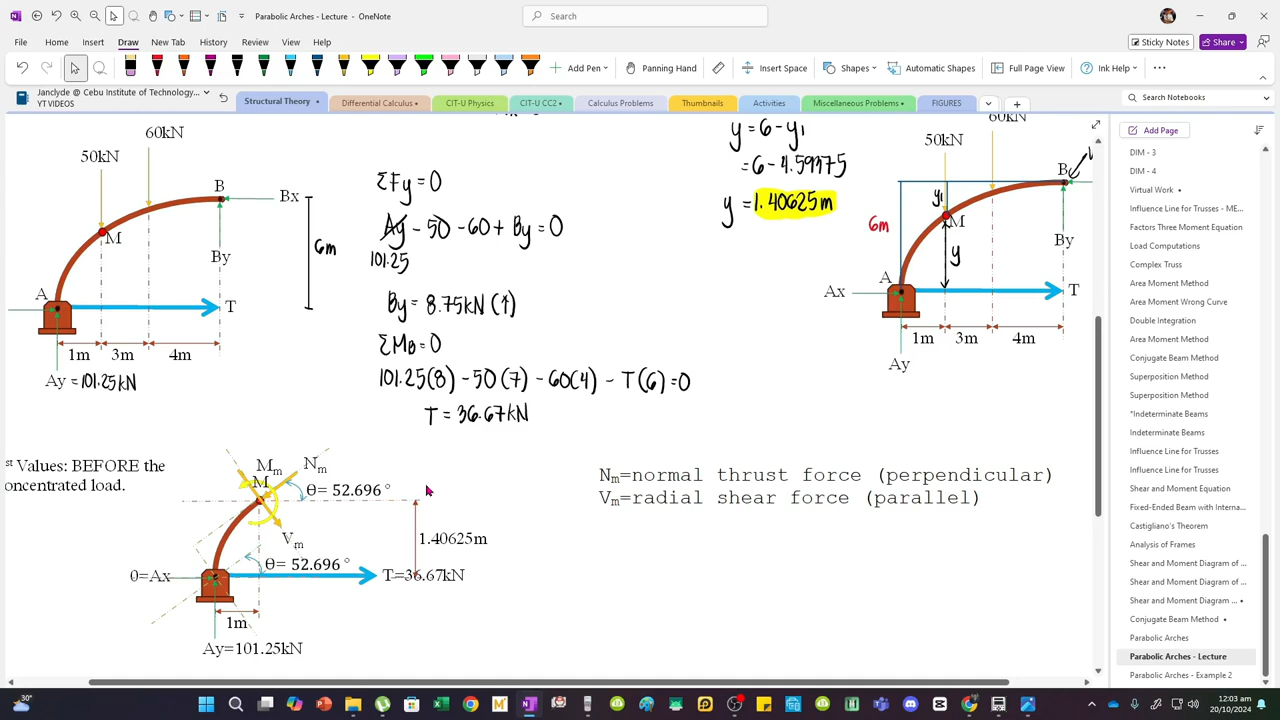 Parabolic Arches - Lecture - OneNote
Search
File Home Insert Draw New Tab History Review View Help
Sticky Notes
Share
Add Pen
Panning Hand
Insert Space
Shapes
Automatic Shapes
Full Page View
Ink Help
Janclyde @ Cebu Institute of Technology...
YT VIDEOS
Structural Theory
Differential Calculus
CIT-U Physics
CIT-U CC2
Calculus Problems
Thumbnails
Activities
Miscellaneous Problems
FIGURES
Search Notebooks
Add Page
DIM - 3
DIM - 4
Virtual Work
Influence Line for Trusses - ME...
Factors Three Moment Equation
Load Computations
Complex Truss
Area Moment Method
Area Moment Wrong Curve
Double Integration
Area Moment Method
Conjugate Beam Method
Superposition Method
Superposition Method
*Indeterminate Beams
Indeterminate Beams
Influence Line for Trusses
Influence Line for Trusses
Shear and Moment Equation
Fixed-Ended Beam with Interna...
Castigliano's Theorem
Analysis of Frames
Shear and Moment Diagram of ...
Shear and Moment Diagram of ...
Shear and Moment Diagram ...
Conjugate Beam Method
Parabolic Arches
Parabolic Arches - Lecture
Parabolic Arches - Example 2
60kN
50kN
B
Bx
M
6m
By
A
T
1m
3m
4m
Ay = 101.25kN
ΣFy = 0
Ay - 50 - 60 + By = 0
101.25
By = 8.75kN (↑)
ΣMB = 0
101.25(8) - 50(7) - 60(4) - T(6) = 0
T = 36.67kN
y = 6 - y₁
= 6 - 4.59375
y = 1.40625m
60kN
50kN
B
y₁
M
6m
By
y
A
Ax
T
1m
3m
4m
Ay
st Values: BEFORE the
oncentrated load.
Mm
Nm
M
θ= 52.696°
Vm
1.40625m
θ= 52.696°
0=Ax
T=36.67kN
1m
Ay=101.25kN
Nm=normal thrust force (perpendicular)
Vm=radial shear force (parallel)
30°
12:03 AM
20/10/2024